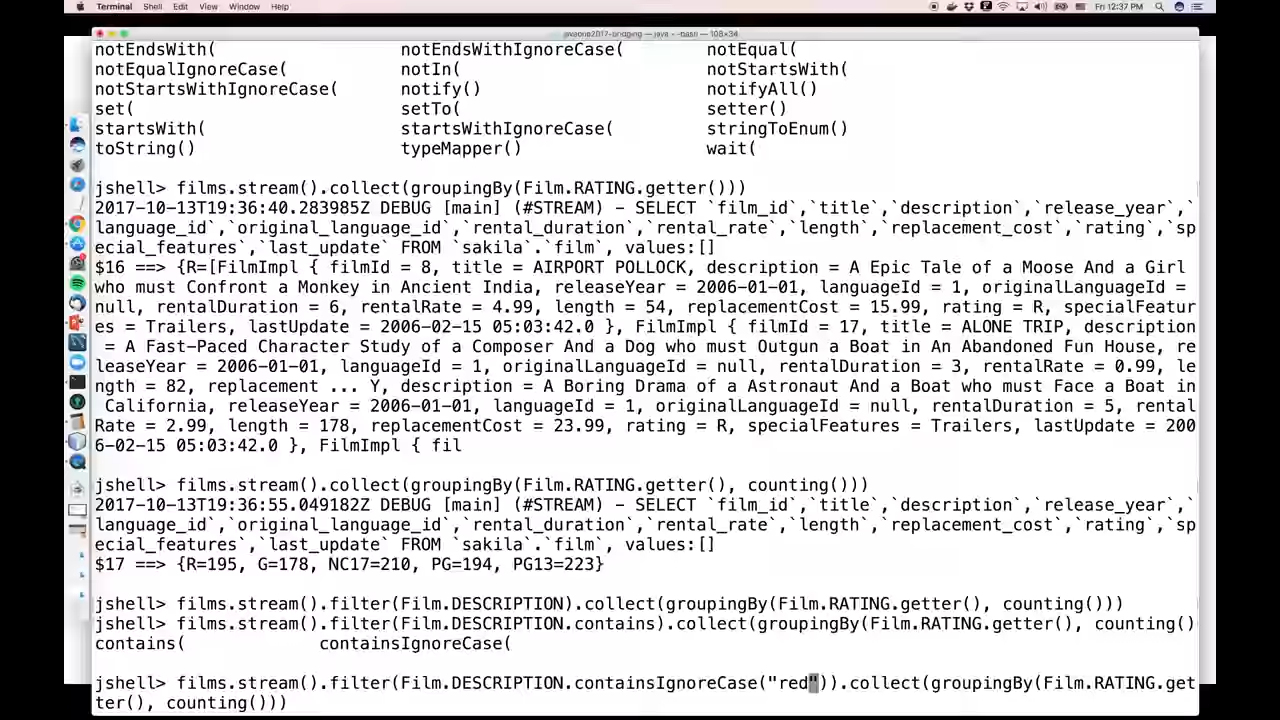 Terminal Shell Edit View Window Help Fri 12:37 PM
javaone2017-bridging — java · -bash — 108×34
notEndsWith( notEndsWithIgnoreCase( notEqual(
notEqualIgnoreCase( notIn( notStartsWith(
notStartsWithIgnoreCase( notify() notifyAll()
set( setTo( setter()
startsWith( startsWithIgnoreCase( stringToEnum()
toString() typeMapper() wait(
jshell> films.stream().collect(groupingBy(Film.RATING.getter()))
2017-10-13T19:36:40.283985Z DEBUG [main] (#STREAM) - SELECT `film_id`,`title`,`description`,`release_year`,`
language_id`,`original_language_id`,`rental_duration`,`rental_rate`,`length`,`replacement_cost`,`rating`,`sp
ecial_features`,`last_update` FROM `sakila`.`film`, values:[]
$16 ==> {R=[FilmImpl { filmId = 8, title = AIRPORT POLLOCK, description = A Epic Tale of a Moose And a Girl
who must Confront a Monkey in Ancient India, releaseYear = 2006-01-01, languageId = 1, originalLanguageId =
null, rentalDuration = 6, rentalRate = 4.99, length = 54, replacementCost = 15.99, rating = R, specialFeatur
es = Trailers, lastUpdate = 2006-02-15 05:03:42.0 }, FilmImpl { filmId = 17, title = ALONE TRIP, description
= A Fast-Paced Character Study of a Composer And a Dog who must Outgun a Boat in An Abandoned Fun House, re
leaseYear = 2006-01-01, languageId = 1, originalLanguageId = null, rentalDuration = 3, rentalRate = 0.99, le
ngth = 82, replacement ... Y, description = A Boring Drama of a Astronaut And a Boat who must Face a Boat in
California, releaseYear = 2006-01-01, languageId = 1, originalLanguageId = null, rentalDuration = 5, rental
Rate = 2.99, length = 178, replacementCost = 23.99, rating = R, specialFeatures = Trailers, lastUpdate = 200
6-02-15 05:03:42.0 }, FilmImpl { fil
jshell> films.stream().collect(groupingBy(Film.RATING.getter(), counting()))
2017-10-13T19:36:55.049182Z DEBUG [main] (#STREAM) - SELECT `film_id`,`title`,`description`,`release_year`,`
language_id`,`original_language_id`,`rental_duration`,`rental_rate`,`length`,`replacement_cost`,`rating`,`sp
ecial_features`,`last_update` FROM `sakila`.`film`, values:[]
$17 ==> {R=195, G=178, NC17=210, PG=194, PG13=223}
jshell> films.stream().filter(Film.DESCRIPTION).collect(groupingBy(Film.RATING.getter(), counting()))
jshell> films.stream().filter(Film.DESCRIPTION.contains).collect(groupingBy(Film.RATING.getter(), counting()
contains( containsIgnoreCase(
jshell> films.stream().filter(Film.DESCRIPTION.containsIgnoreCase("red")).collect(groupingBy(Film.RATING.get
ter(), counting()))